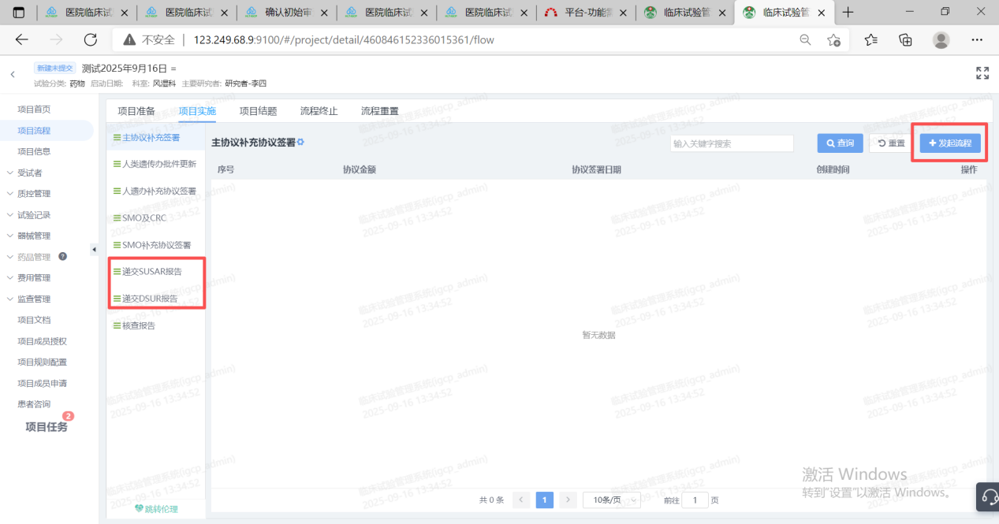 医院临床试
医院临床试
确认初始审
医院临床试
医院临床试
平台-功能需
临床试验管
临床试验管
不安全 123.249.68.9:9100/#/project/detail/460846152336015361/flow
新建未提交 测试2025年9月16日 =
试验分类: 药物 启动日期: 科室: 风湿科 主要研究者: 研究者-李四
项目首页
项目流程
项目信息
受试者
质控管理
试验记录
器械管理
药品管理 ?
费用管理
监查管理
项目文档
项目成员授权
项目规则配置
项目成员申请
患者咨询
项目任务 2
项目准备 项目实施 项目结题 流程终止 流程重置
主协议补充签署
人类遗传办批件更新
人遗办补充协议签署
SMO及CRC
SMO补充协议签署
递交SUSAR报告
递交DSUR报告
核查报告
跳转伦理
主协议补充协议签署
输入关键字搜索 查询 重置 发起流程
序号 协议金额 协议签署日期 创建时间 操作
暂无数据
共 0 条 1 10条/页 前往 1 页
激活 Windows
转到"设置"以激活 Windows。
临床试验管理系统(igcp_admin)
2025-09-16 13:34:52